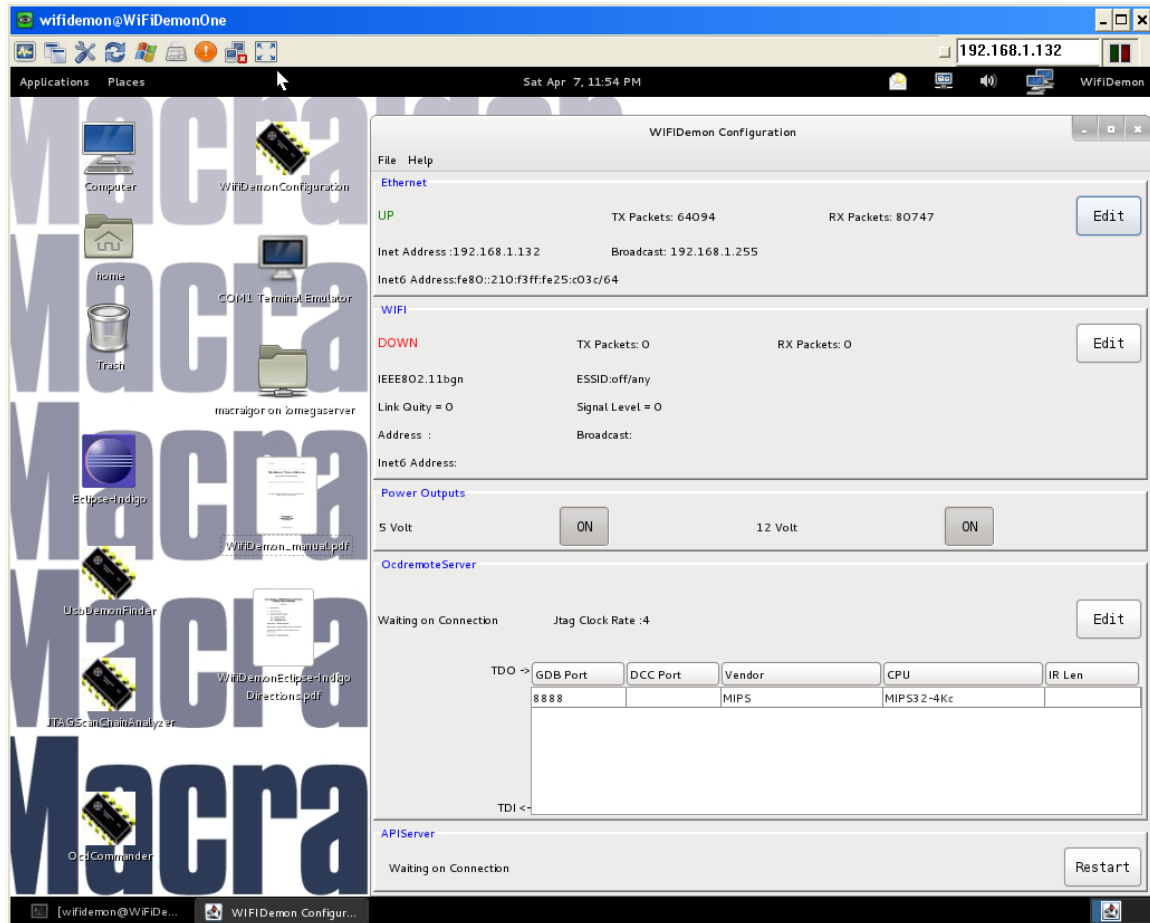 wifidemon@WiFiDemonOne
192.168.1.132
Applications Places Sat Apr 7, 11:54 PM WifiDemon
Macraigor
Computer
WifiDemonConfiguration
home
COM1 Terminal Emulator
Trash
macraigor on iomegaserver
Eclipse-Indigo
WifiDemon_manual.pdf
UsbDemonFinder
WifiDemonEclipse-Indigo
Directions.pdf
JTAGScanChainAnalyzer
OcdCommander
Macra
Macra
Macra
Macra
Macra
WIFIDemon Configuration
File Help
Ethernet
UP TX Packets: 64094 RX Packets: 80747 Edit
Inet Address :192.168.1.132 Broadcast: 192.168.1.255
Inet6 Address:fe80::210:f3ff:fe25:c03c/64
WIFI
DOWN TX Packets: 0 RX Packets: 0 Edit
IEEE802.11bgn ESSID:off/any
Link Quity = 0 Signal Level = 0
Address : Broadcast:
Inet6 Address:
Power Outputs
5 Volt ON 12 Volt ON
OcdremoteServer
Waiting on Connection Jtag Clock Rate :4 Edit
TDO -> GDB Port DCC Port Vendor CPU IR Len
8888 MIPS MIPS32-4Kc
TDI <-
APIServer
Waiting on Connection Restart
[wifidemon@WiFiDe... WIFIDemon Configur...